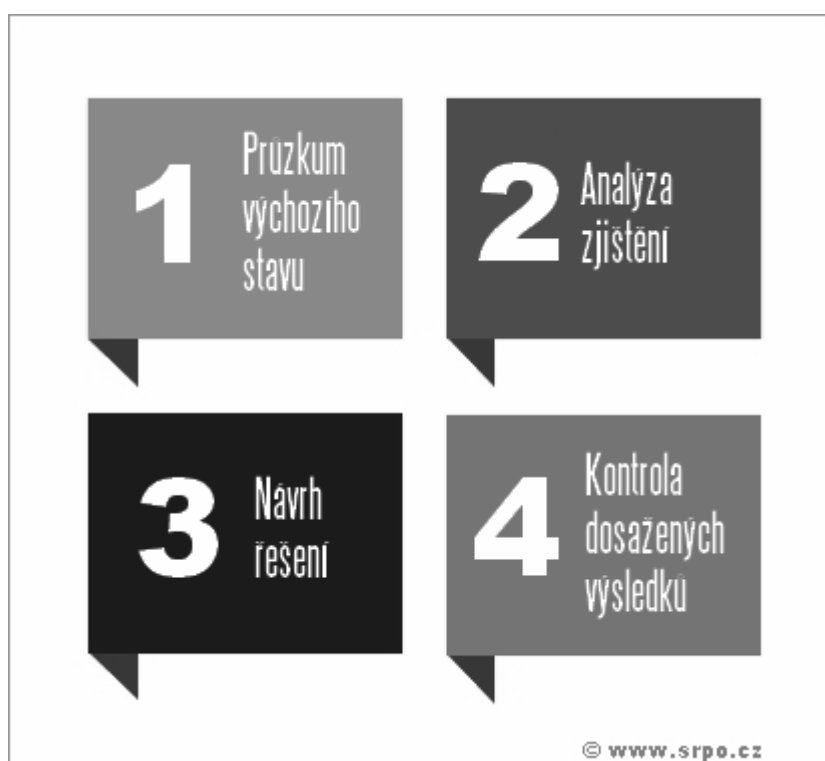 1
Průzkum
výchozího
stavu
2
Analýza
zjištění
3
Návrh
řešení
4
Kontrola
dosažených
výsledků
© www.srpo.cz